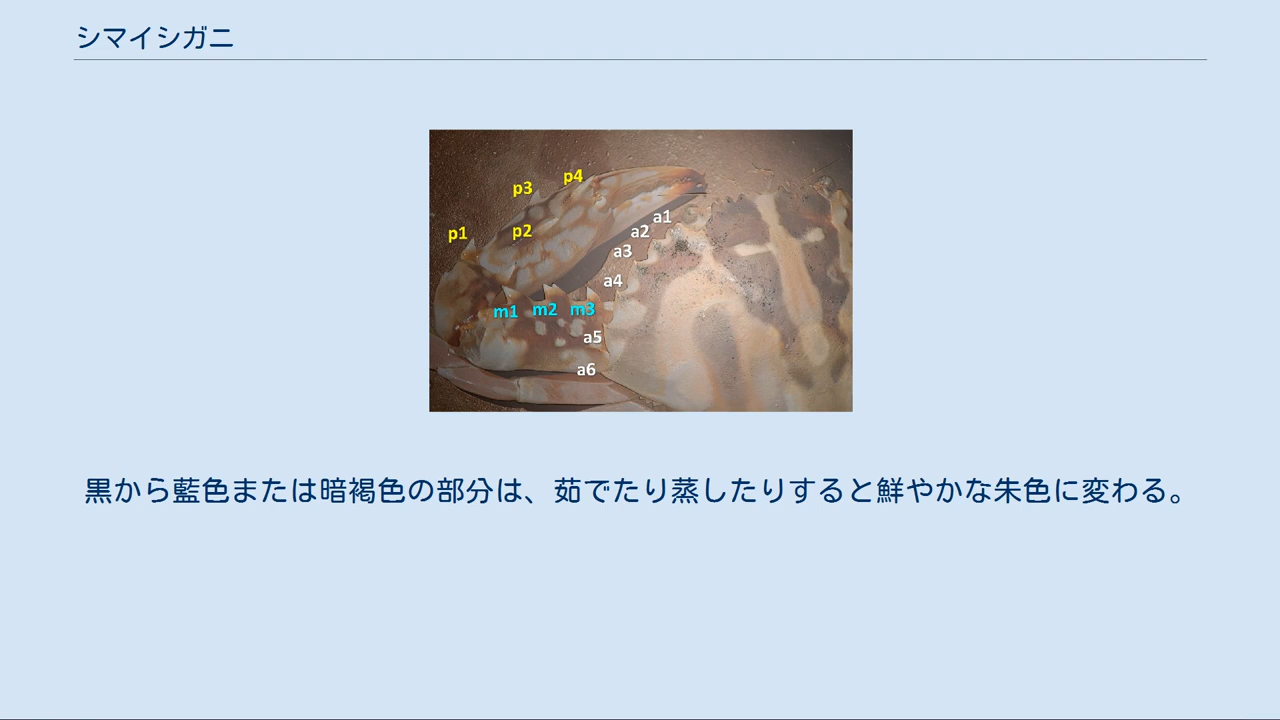 シマイシガニ
p4
p3
a1
p2
a2
p1
a3
a4
m1 m2 m3
a5
a6
黒から藍色または暗褐色の部分は、茹でたり蒸したりすると鮮やかな朱色に変わる。